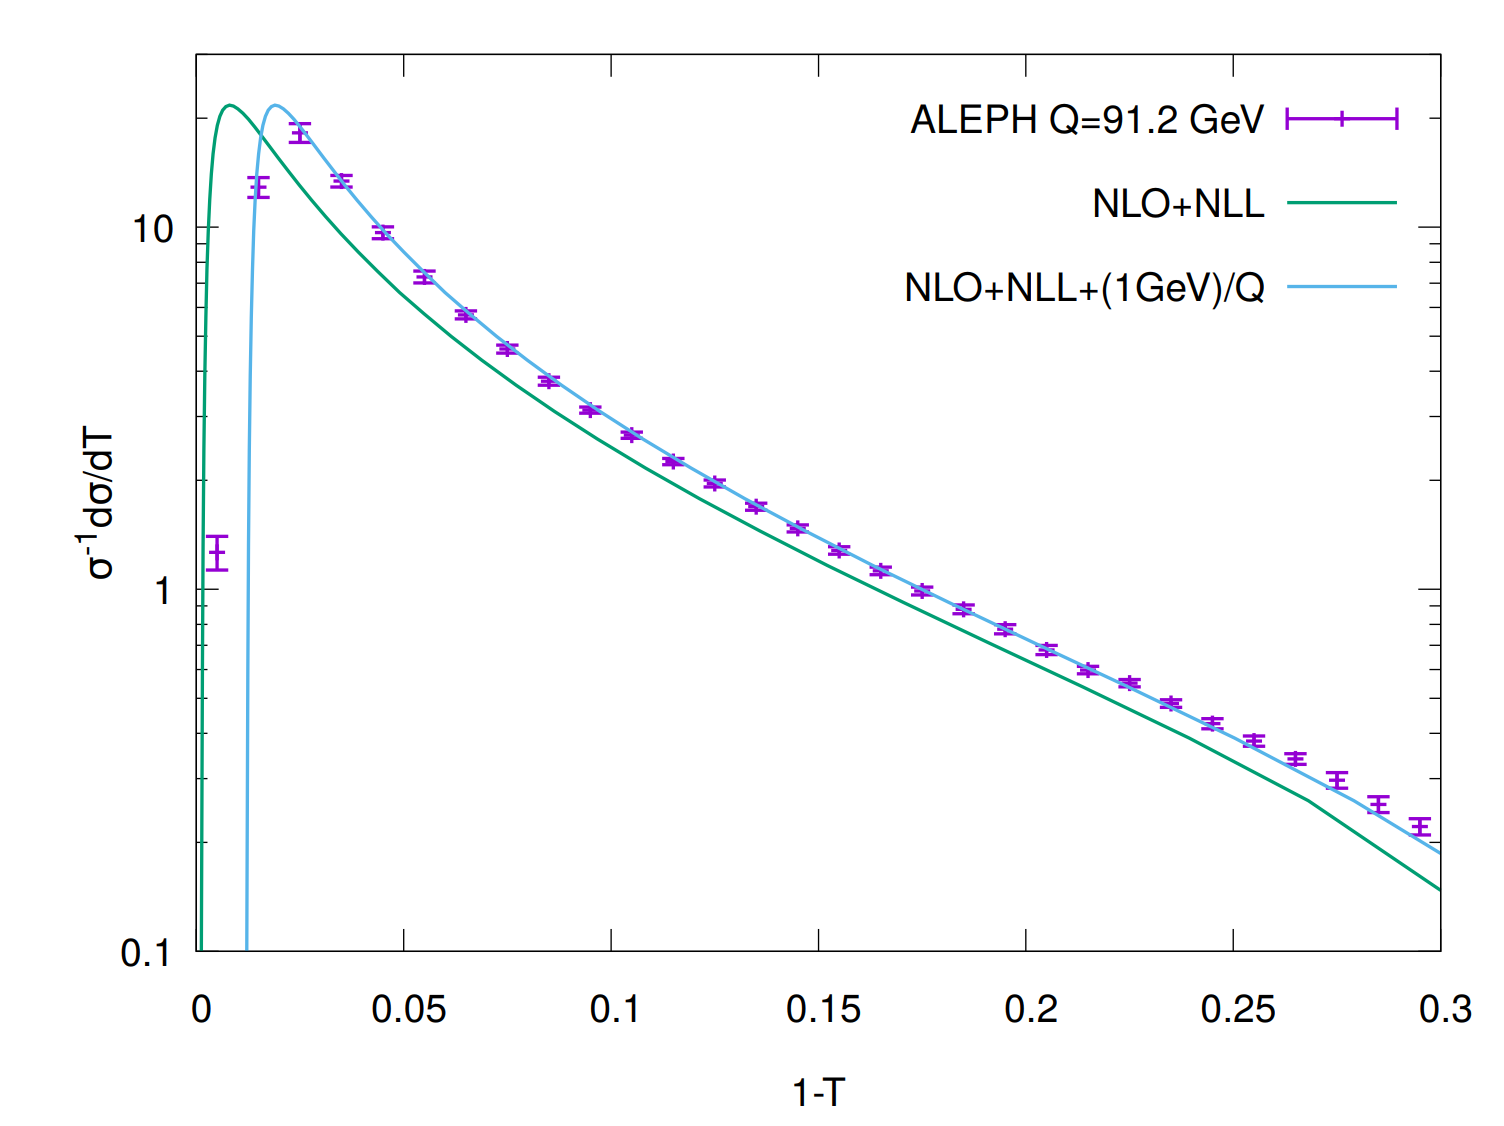 ALEPH Q=91.2 GeV
NLO+NLL
NLO+NLL+(1GeV)/Q
10
1
0.1
σ⁻¹dσ/dT
0 0.05 0.1 0.15 0.2 0.25 0.3
1-T